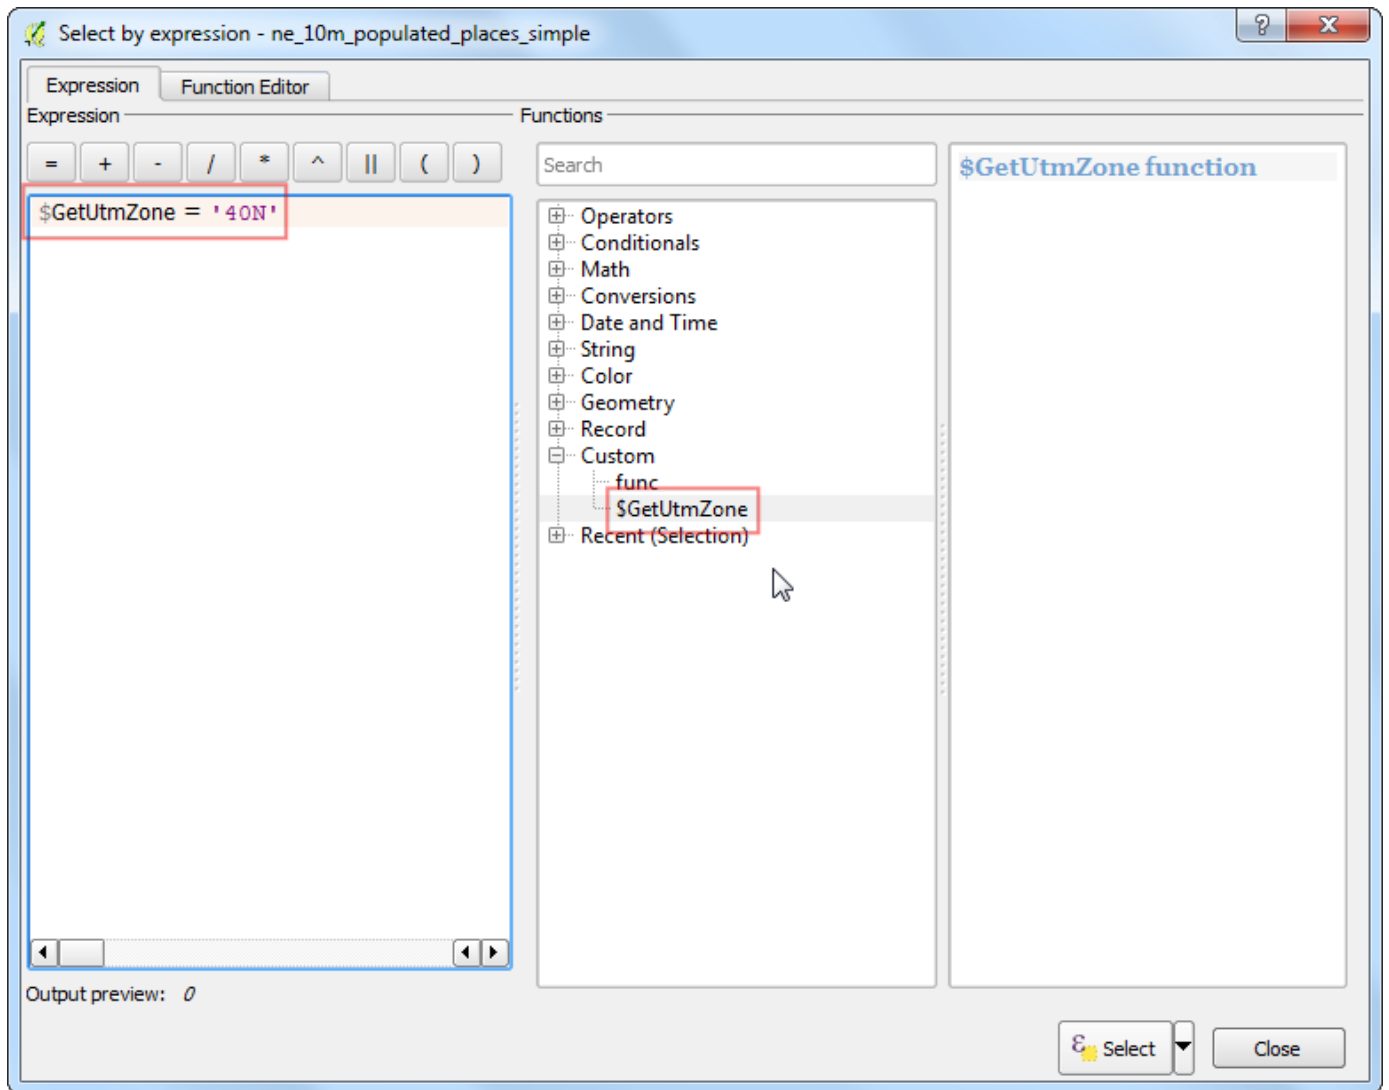 Select by expression - ne_10m_populated_places_simple
?
Expression
Function Editor
Expression
Functions
= + - / * ^ || ( )
Search
$GetUtmZone function
$GetUtmZone = '40N'
Operators
Conditionals
Math
Conversions
Date and Time
String
Color
Geometry
Record
Custom
func
$GetUtmZone
Recent (Selection)
Output preview: 0
ε Select
Close